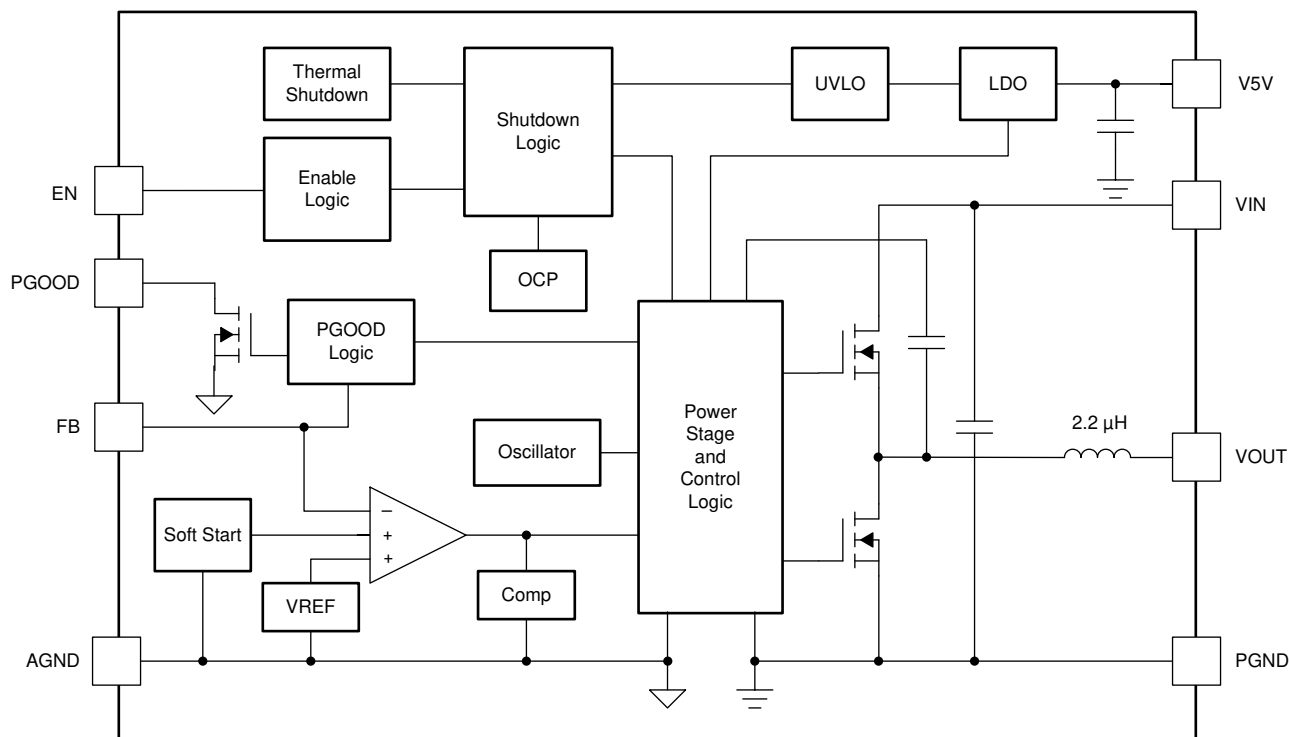 Thermal
Shutdown
Shutdown
Logic
UVLO
LDO
V5V
EN
Enable
Logic
VIN
PGOOD
OCP
PGOOD
Logic
FB
Oscillator
Power
Stage
and
Control
Logic
2.2 µH
VOUT
Soft Start
–
+
+
VREF
Comp
AGND
PGND